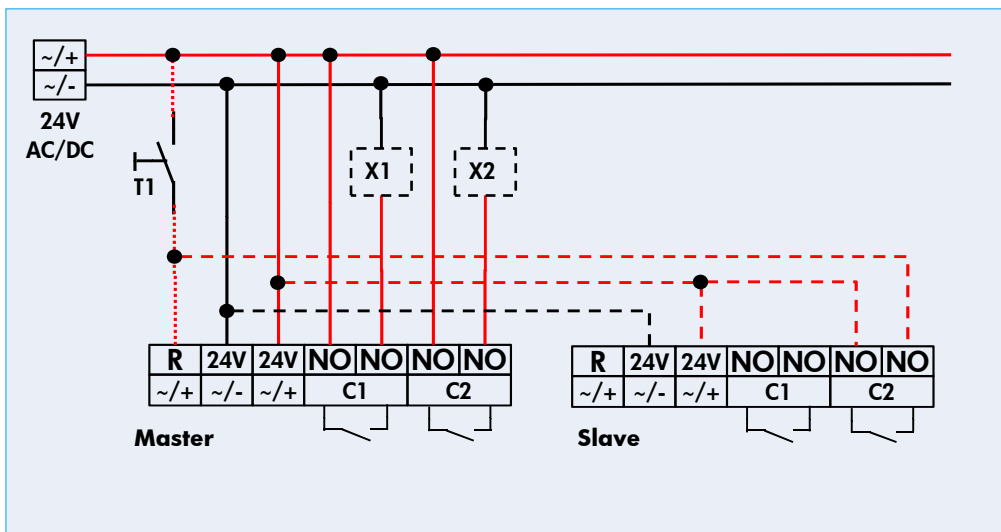 ~/+
~/-
24V
AC/DC
T1
X1
X2
R 24V 24V NO NO NO NO
~/+ ~/- ~/+ C1 C2
Master
R 24V 24V NO NO NO NO
~/+ ~/- ~/+ C1 C2
Slave